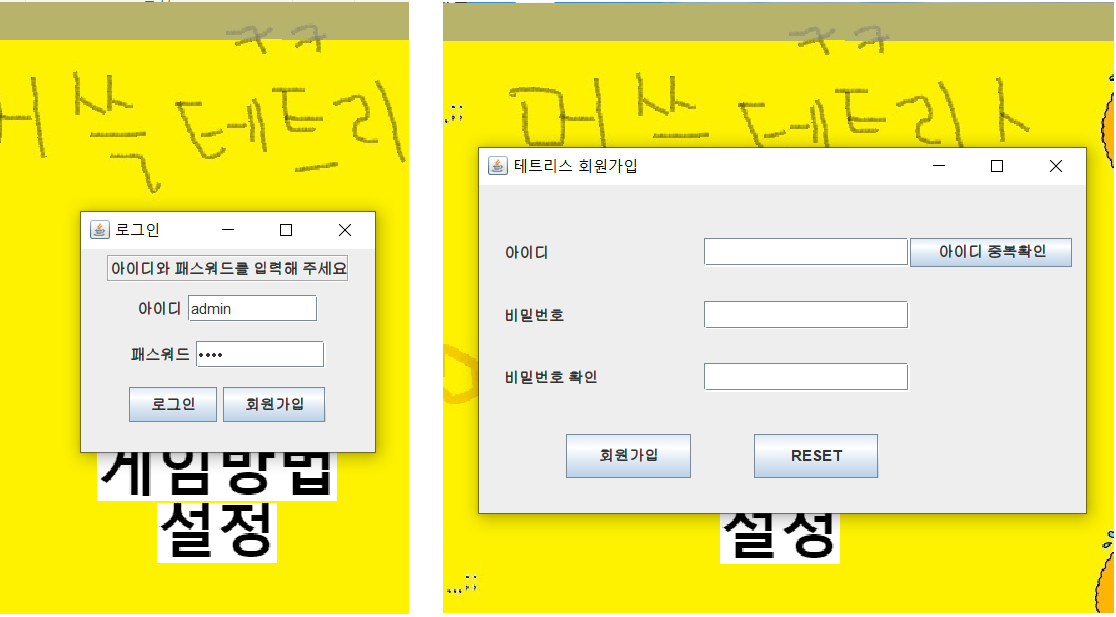 ㅋㅋ
머쓱테트리
로그인
아이디와 패스워드를 입력해 주세요
아이디 admin
패스워드 ••••
로그인 회원가입
게임방법
설정
ㅋㅋ
머쓱테트리
테트리스 회원가입
아이디 아이디 중복확인
비밀번호
비밀번호 확인
회원가입 RESET
설정